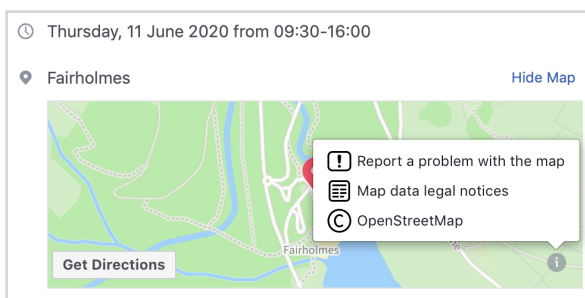 Thursday, 11 June 2020 from 09:30-16:00
Fairholmes
Hide Map
Report a problem with the map
Map data legal notices
OpenStreetMap
Fairholmes
Get Directions